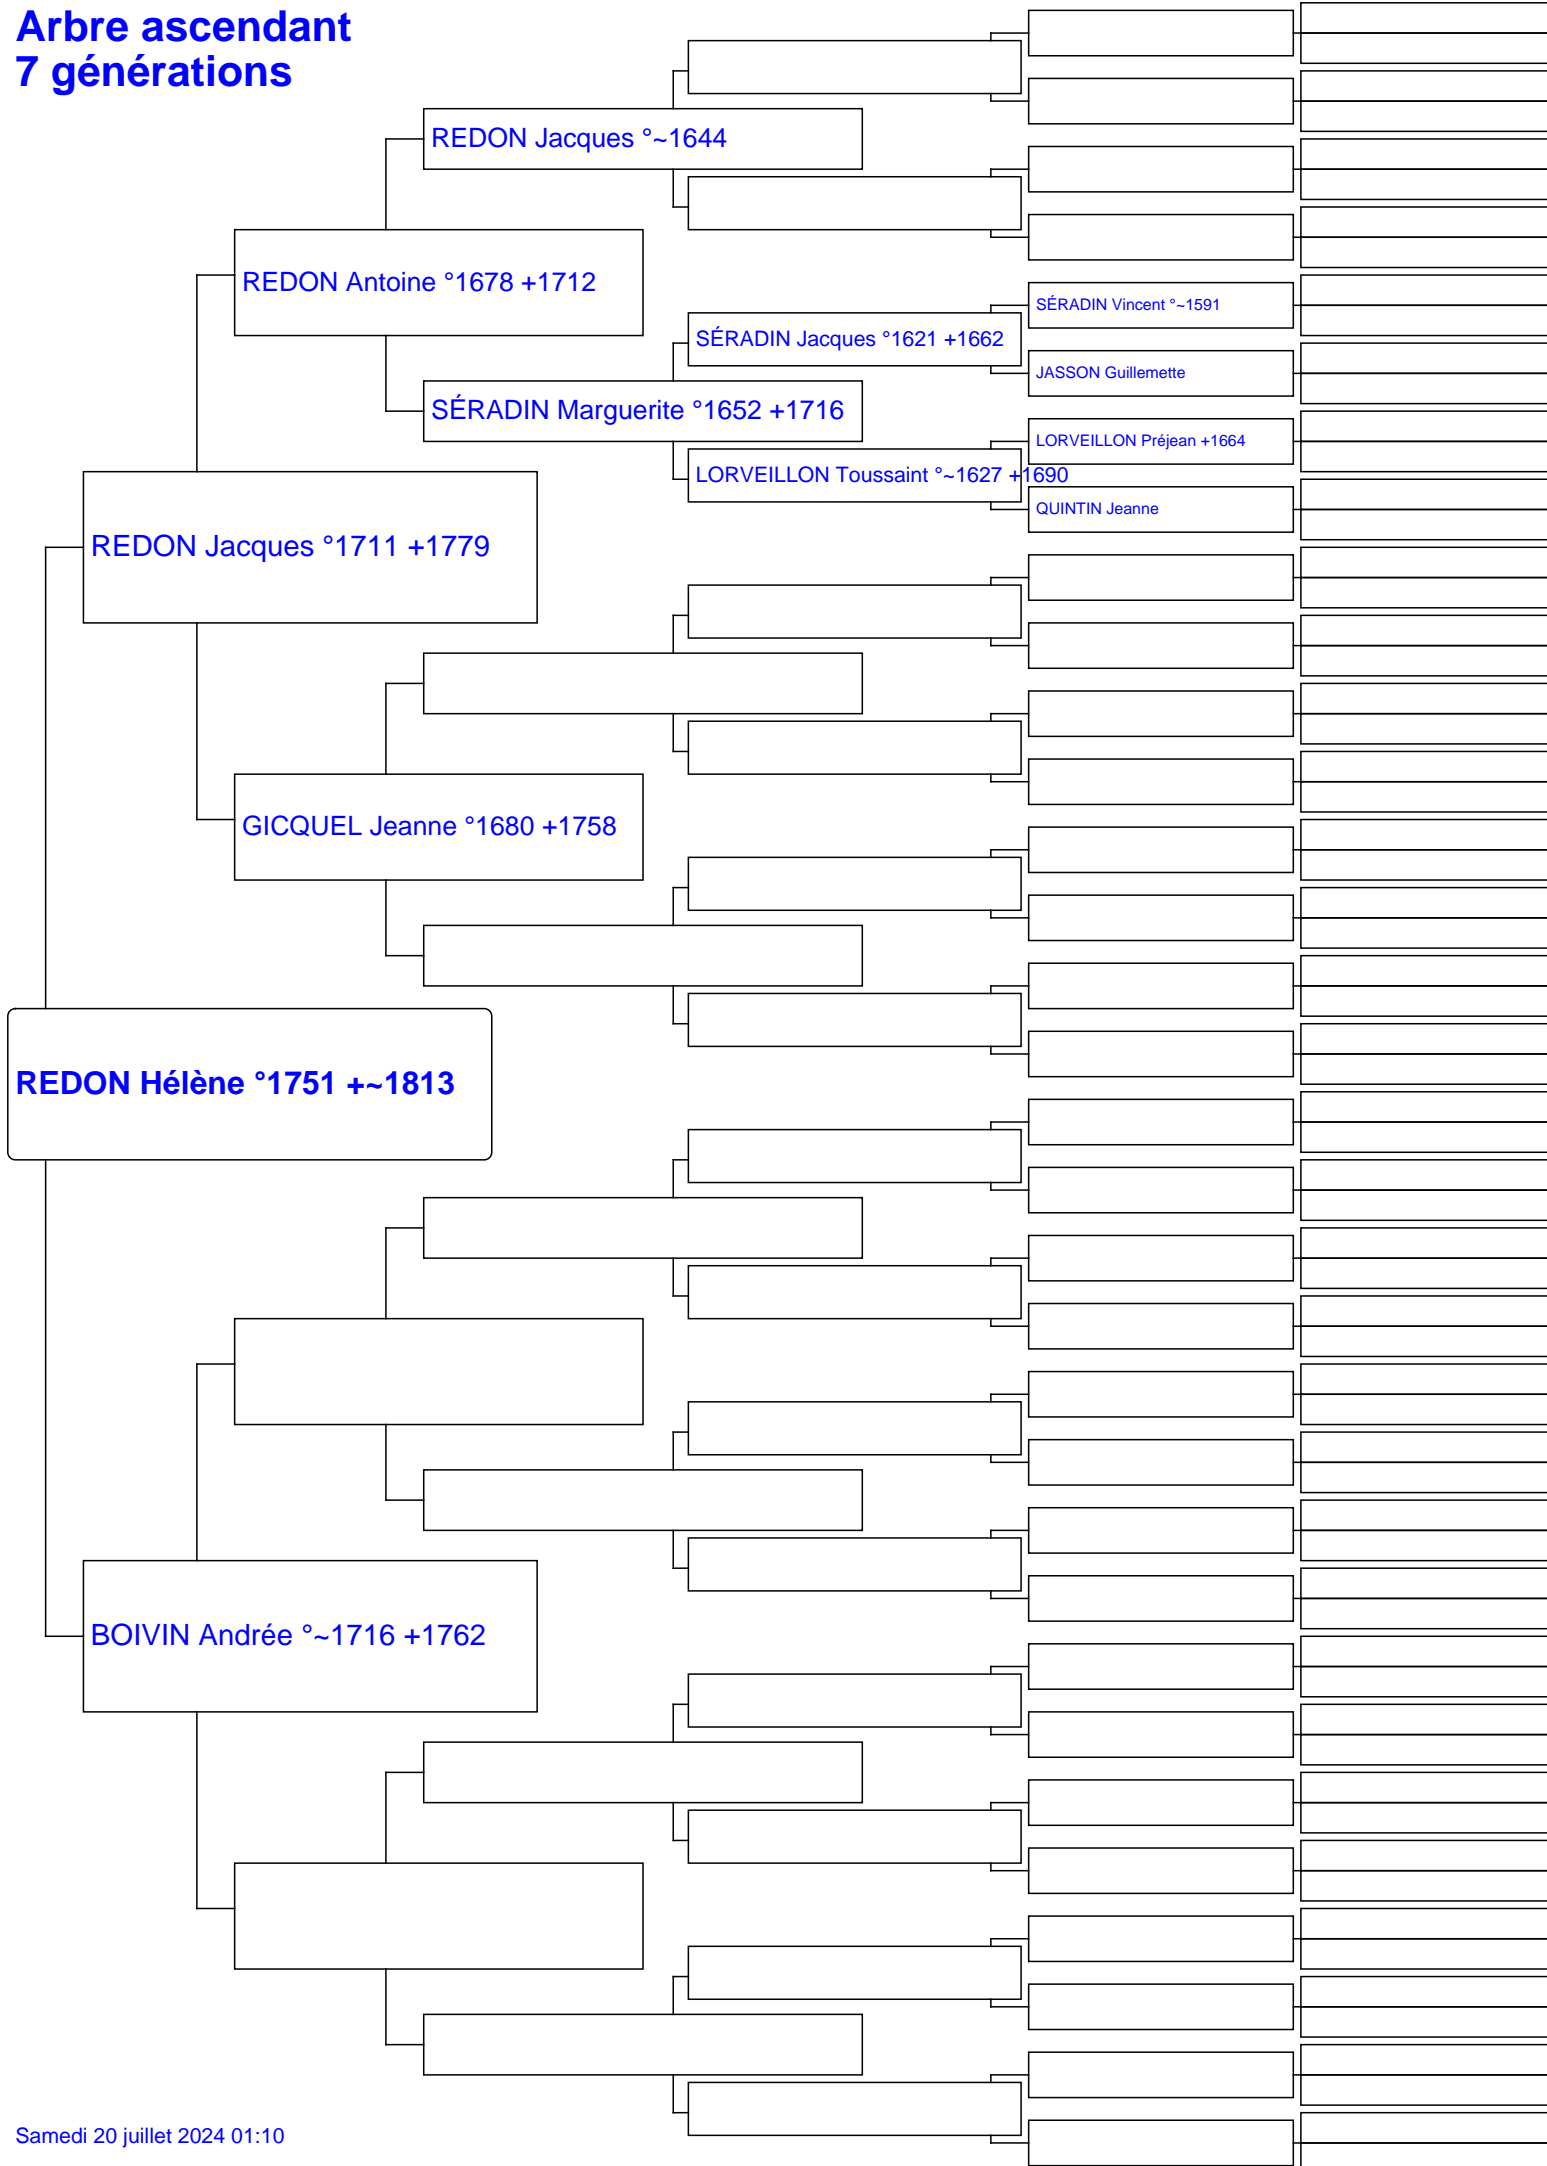 Arbre ascendant
7 générations
REDON Jacques °~1644
REDON Antoine °1678 +1712
SÉRADIN Vincent °~1591
SÉRADIN Jacques °1621 +1662
JASSON Guillemette
SÉRADIN Marguerite °1652 +1716
LORVEILLON Préjean +1664
LORVEILLON Toussaint °~1627 +1690
QUINTIN Jeanne
REDON Jacques °1711 +1779
GICQUEL Jeanne °1680 +1758
REDON Hélène °1751 +~1813
BOIVIN Andrée °~1716 +1762
Samedi 20 juillet 2024 01:10